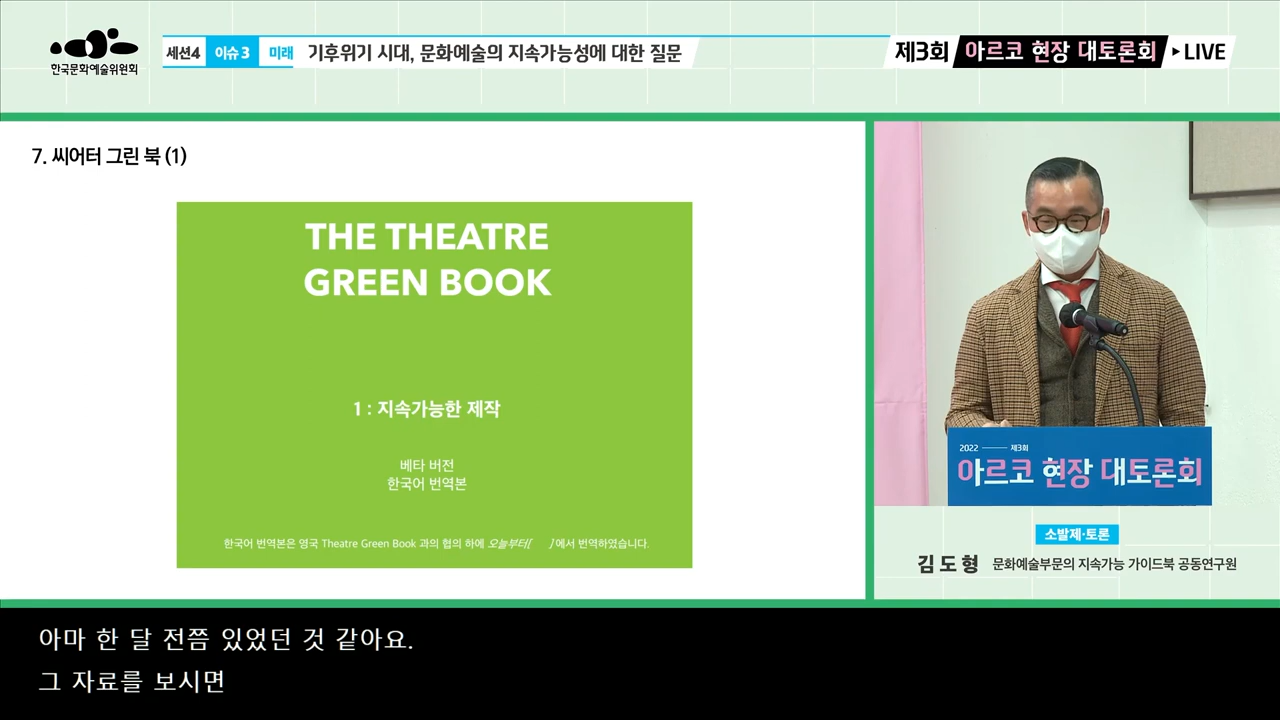 한국문화예술위원회
세션4 이슈 3 미래 기후위기 시대, 문화예술의 지속가능성에 대한 질문
제3회 아르코 현장 대토론회 LIVE
7. 씨어터 그린 북 (1)
THE THEATRE
GREEN BOOK
1 : 지속가능한 제작
베타 버전
한국어 번역본
한국어 번역본은 영국 Theatre Green Book 과의 협의 하에 오늘부터[ ]에서 번역하였습니다.
2022 제3회
아르코 현장 대토론회
소발제·토론
김도형 문화예술부문의 지속가능 가이드북 공동연구원
아마 한 달 전쯤 있었던 것 같아요.
그 자료를 보시면